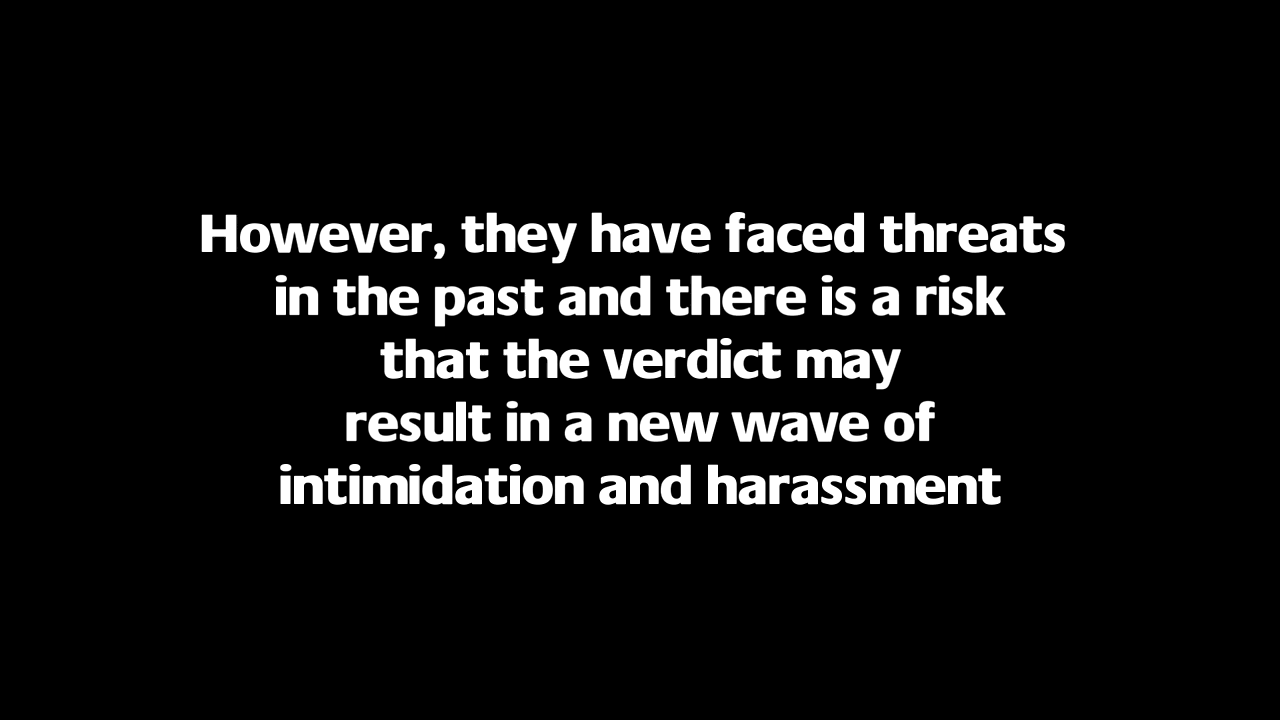 However, they have faced threats
in the past and there is a risk
that the verdict may
result in a new wave of
intimidation and harassment